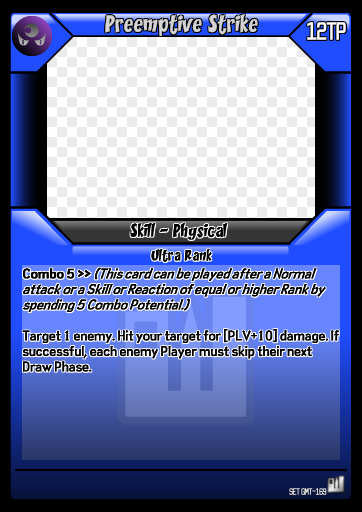 Preemptive Strike
12TP
Skill - Physical
Ultra Rank
Combo 5 >> (This card can be played after a Normal
attack or a Skill or Reaction of equal or higher Rank by
spending 5 Combo Potential.)
Target 1 enemy. Hit your target for [PLV+10] damage. If
successful, each enemy Player must skip their next
Draw Phase.
SET GMT-169